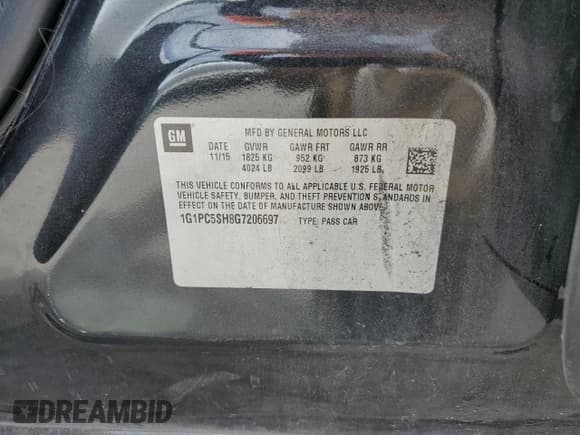 GM
MFD BY GENERAL MOTORS LLC
DATE GVWR GAWR FRT GAWR RR
11/15 1825 KG 952 KG 873 KG
4024 LB 2099 LB 1925 LB
THIS VEHICLE CONFORMS TO ALL APPLICABLE U.S. FEDERAL MOTOR
VEHICLE SAFETY, BUMPER, AND THEFT PREVENTION STANDARDS IN
EFFECT ON THE DATE OF MANUFACTURE SHOWN ABOVE.
1G1PC5SH8G7206697 TYPE: PASS CAR
DREAMBID